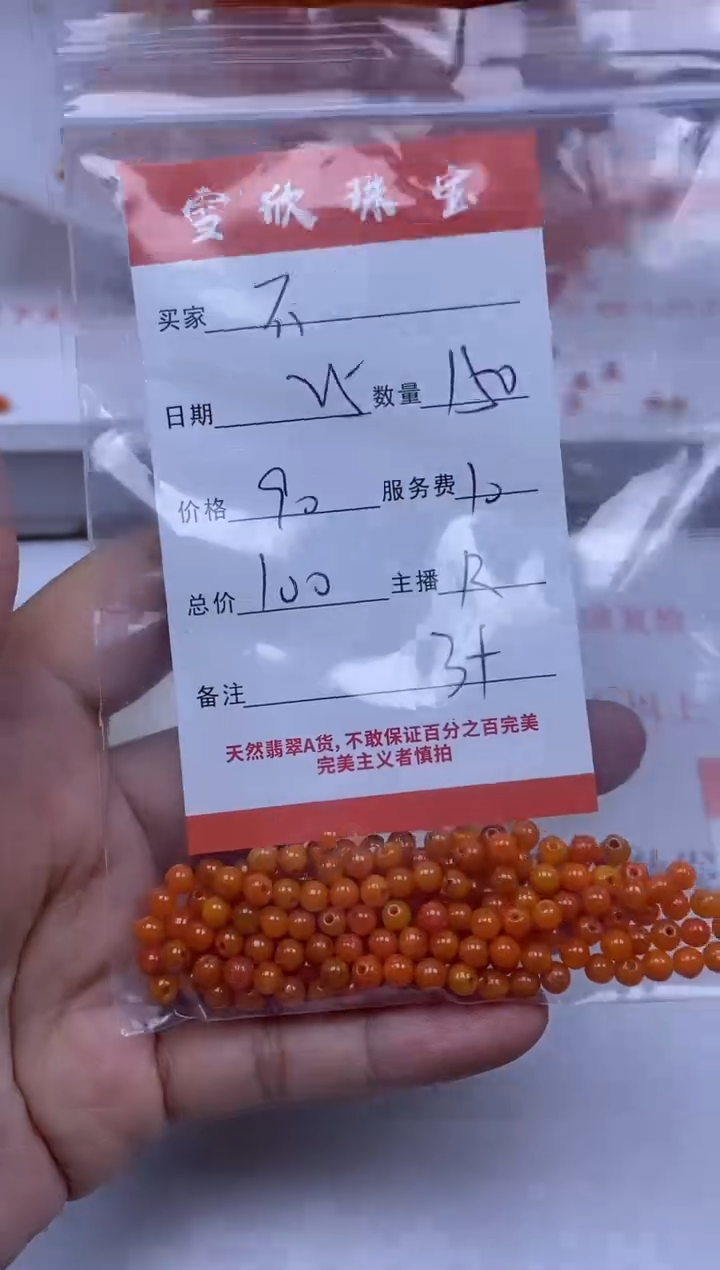 雪欣珠宝
买家
日期 数量 150
价格 90 服务费 10
总价 100 主播 R
备注 3+
天然翡翠A货,不敢保证百分之百完美
完美主义者慎拍